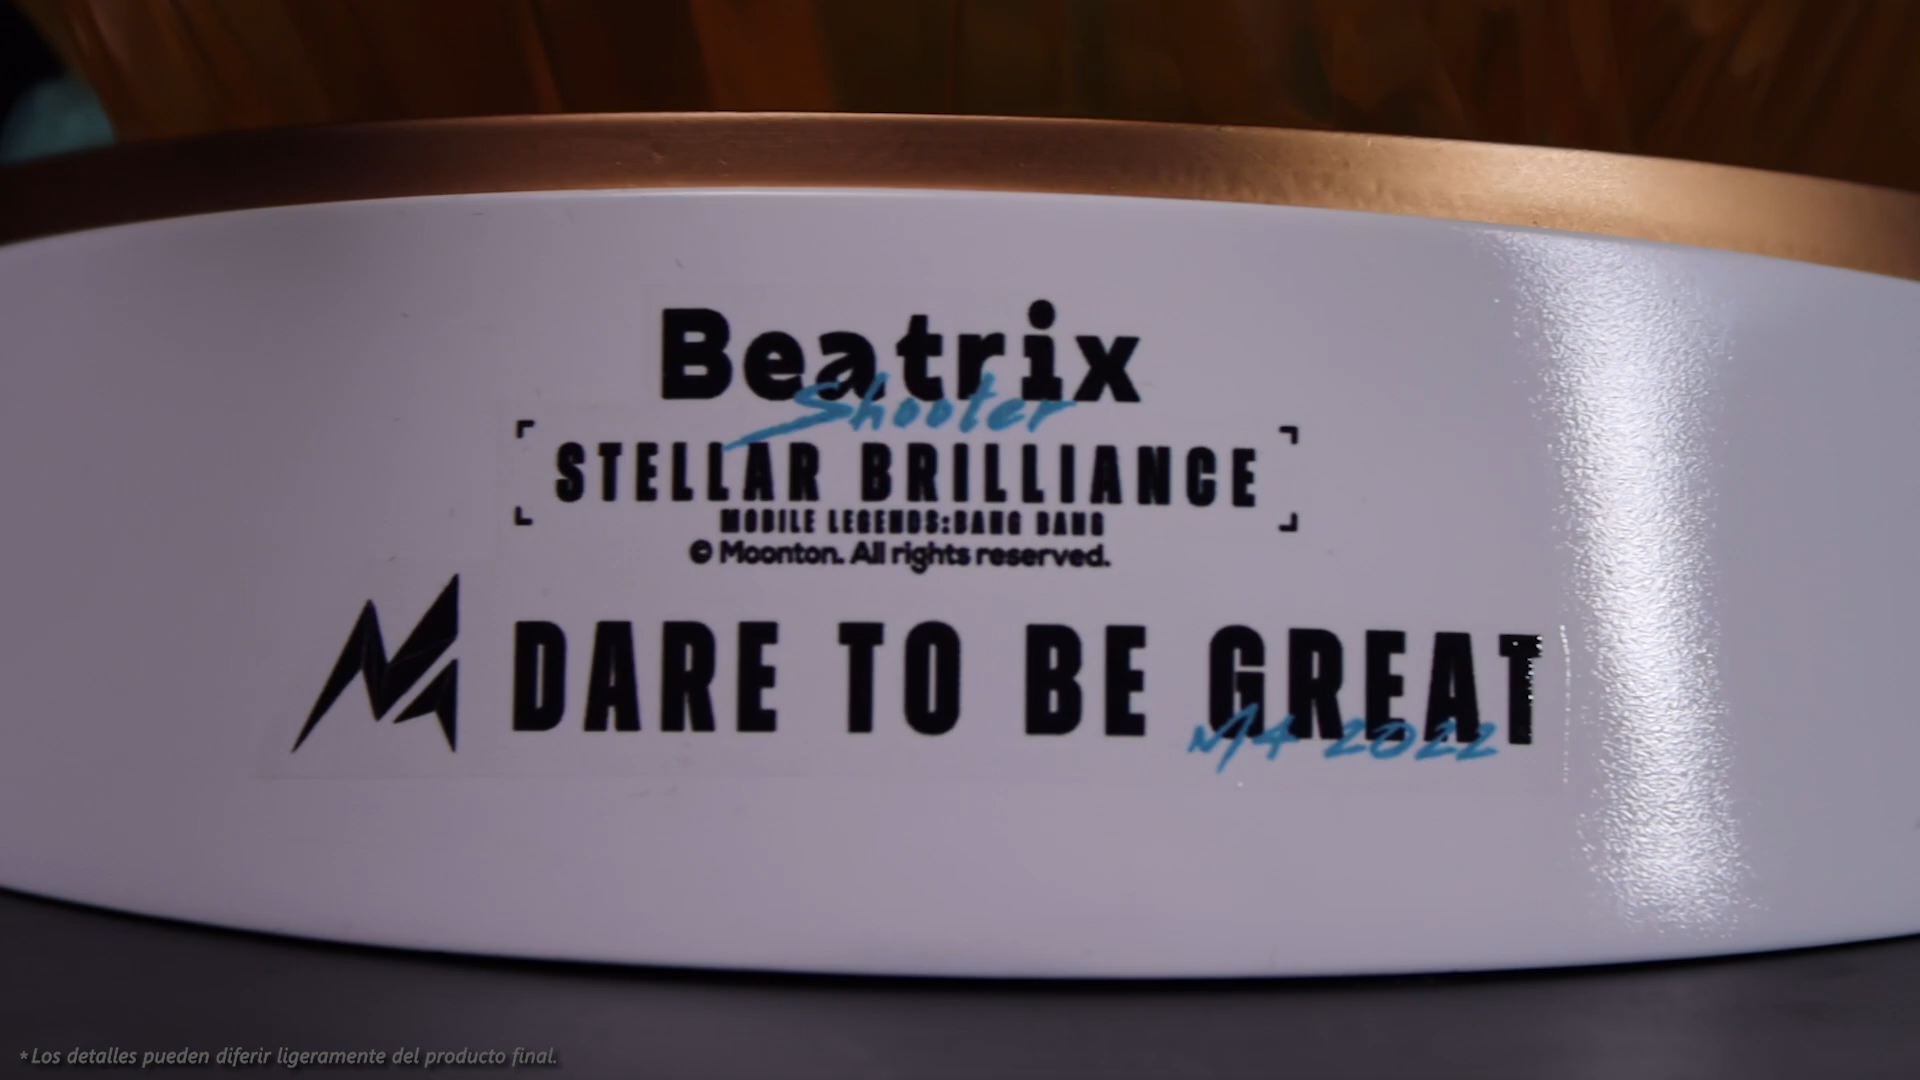 Beatrix
Shooter
STELLAR BRILLIANCE
MOBILE LEGENDS:BANG BANG
© Moonton. All rights reserved.
DARE TO BE GREAT
M4 2022
*Los detalles pueden diferir ligeramente del producto final.